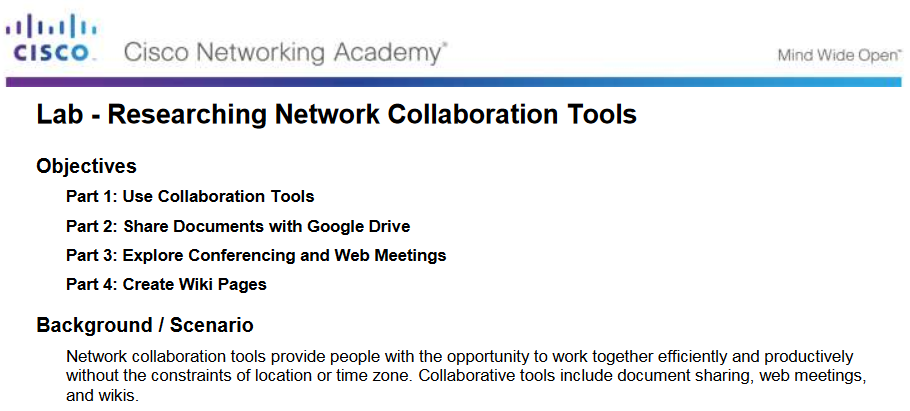 CISCO
Cisco Networking Academy®
Mind Wide Open™
Lab - Researching Network Collaboration Tools
Objectives
Part 1: Use Collaboration Tools
Part 2: Share Documents with Google Drive
Part 3: Explore Conferencing and Web Meetings
Part 4: Create Wiki Pages
Background / Scenario
Network collaboration tools provide people with the opportunity to work together efficiently and productively
without the constraints of location or time zone. Collaborative tools include document sharing, web meetings,
and wikis.